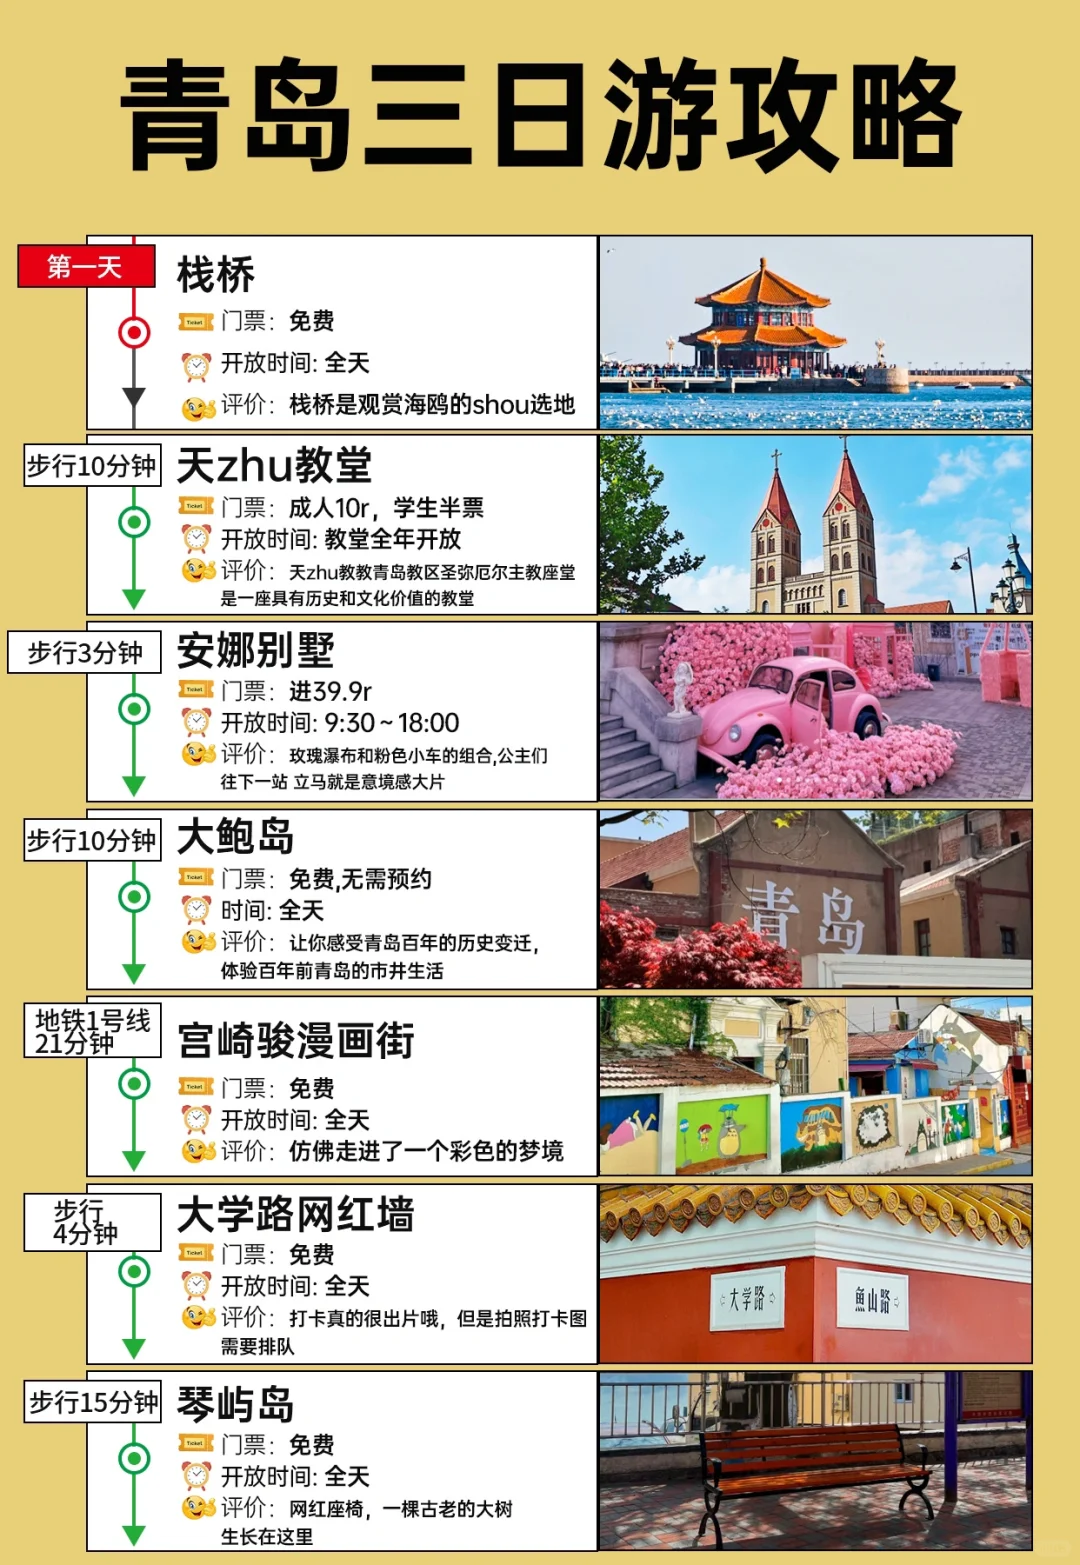 青岛三日游攻略
第一天
栈桥
Ticket 门票：免费
开放时间: 全天
评价：栈桥是观赏海鸥的shou选地
步行10分钟
天zhu教堂
Ticket 门票：成人10r，学生半票
开放时间: 教堂全年开放
评价：天zhu教教青岛教区圣弥厄尔主教座堂
是一座具有历史和文化价值的教堂
步行3分钟
安娜别墅
Ticket 门票：进39.9r
开放时间: 9:30~18:00
评价：玫瑰瀑布和粉色小车的组合,公主们
往下一站 立马就是意境感大片
步行10分钟
大鲍岛
Ticket 门票：免费,无需预约
时间: 全天
评价：让你感受青岛百年的历史变迁，
体验百年前青岛的市井生活
青岛
地铁1号线
21分钟
宫崎骏漫画街
Ticket 门票：免费
开放时间: 全天
评价：仿佛走进了一个彩色的梦境
步行
4分钟
大学路网红墙
Ticket 门票：免费
开放时间: 全天
评价：打卡真的很出片哦，但是拍照打卡图
需要排队
大学路
魚山路
步行15分钟
琴屿岛
Ticket 门票：免费
开放时间: 全天
评价：网红座椅，一棵古老的大树
生长在这里